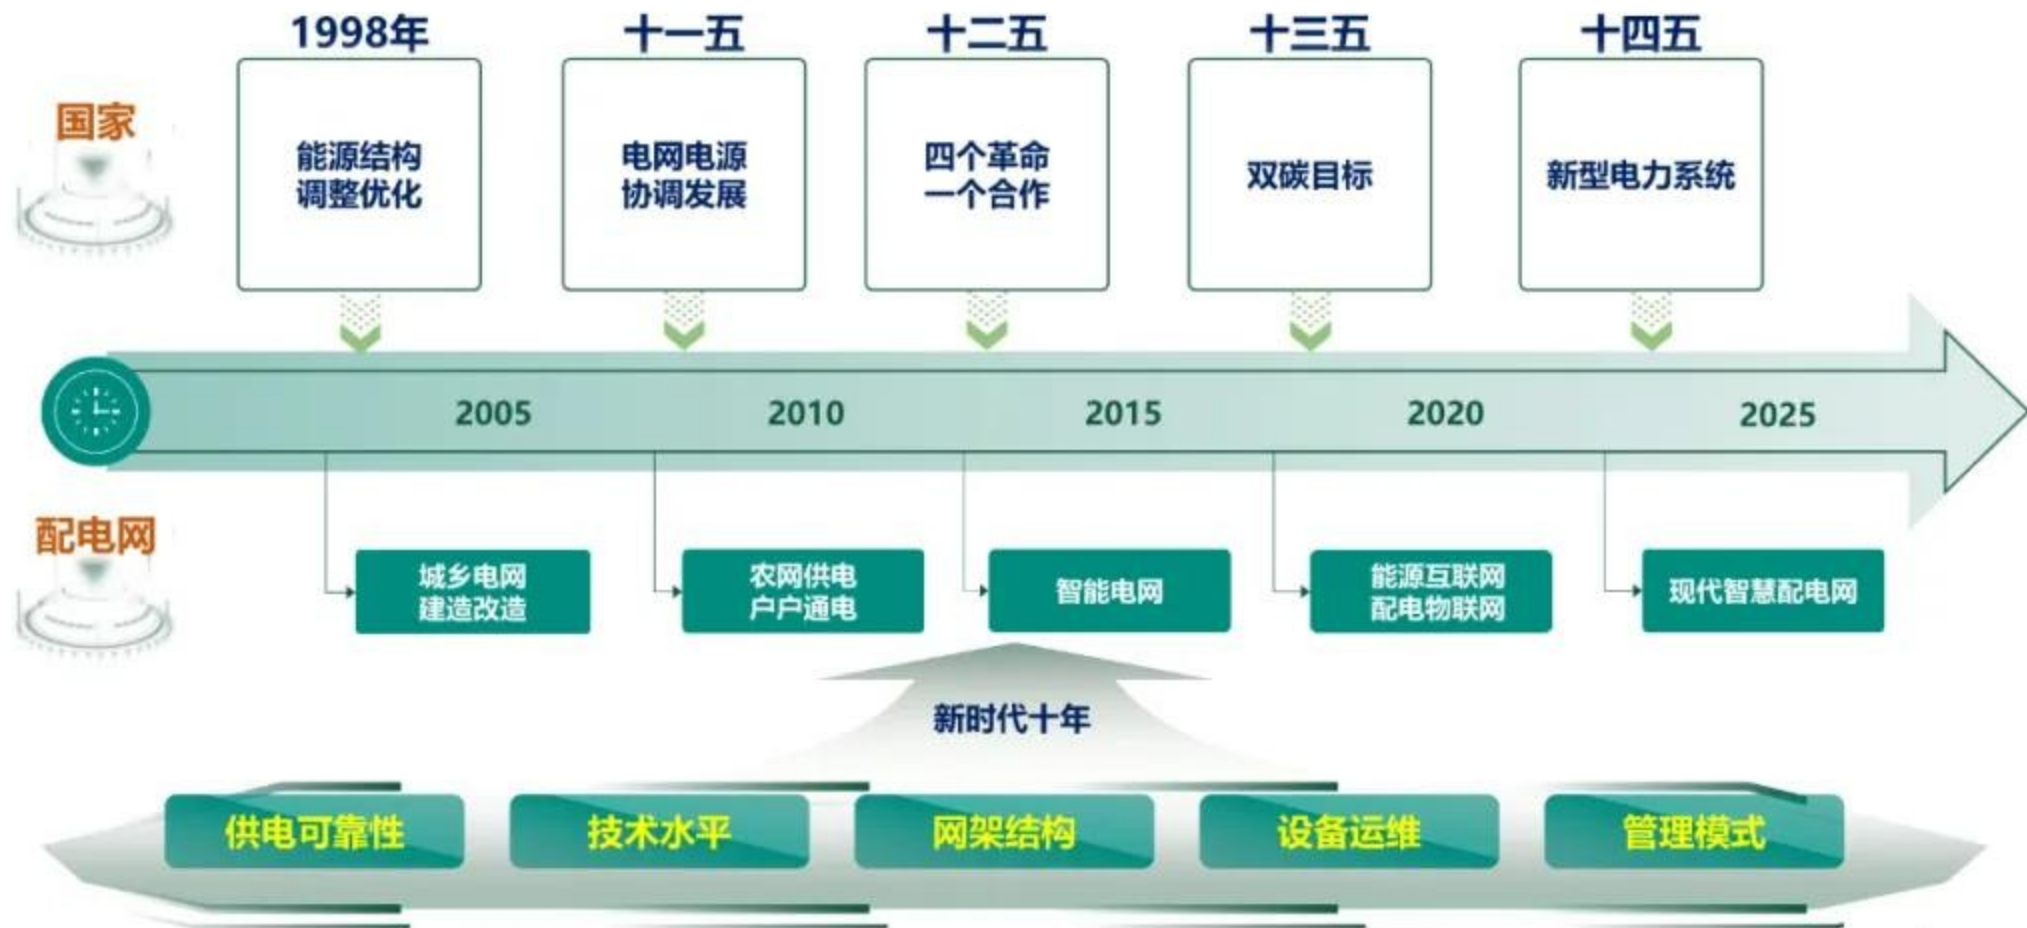 1998年
十一五
十二五
十三五
十四五
国家
能源结构
调整优化
电网电源
协调发展
四个革命
一个合作
双碳目标
新型电力系统
2005
2010
2015
2020
2025
配电网
城乡电网
建造改造
农网供电
户户通电
智能电网
能源互联网
配电物联网
现代智慧配电网
新时代十年
供电可靠性
技术水平
网架结构
设备运维
管理模式